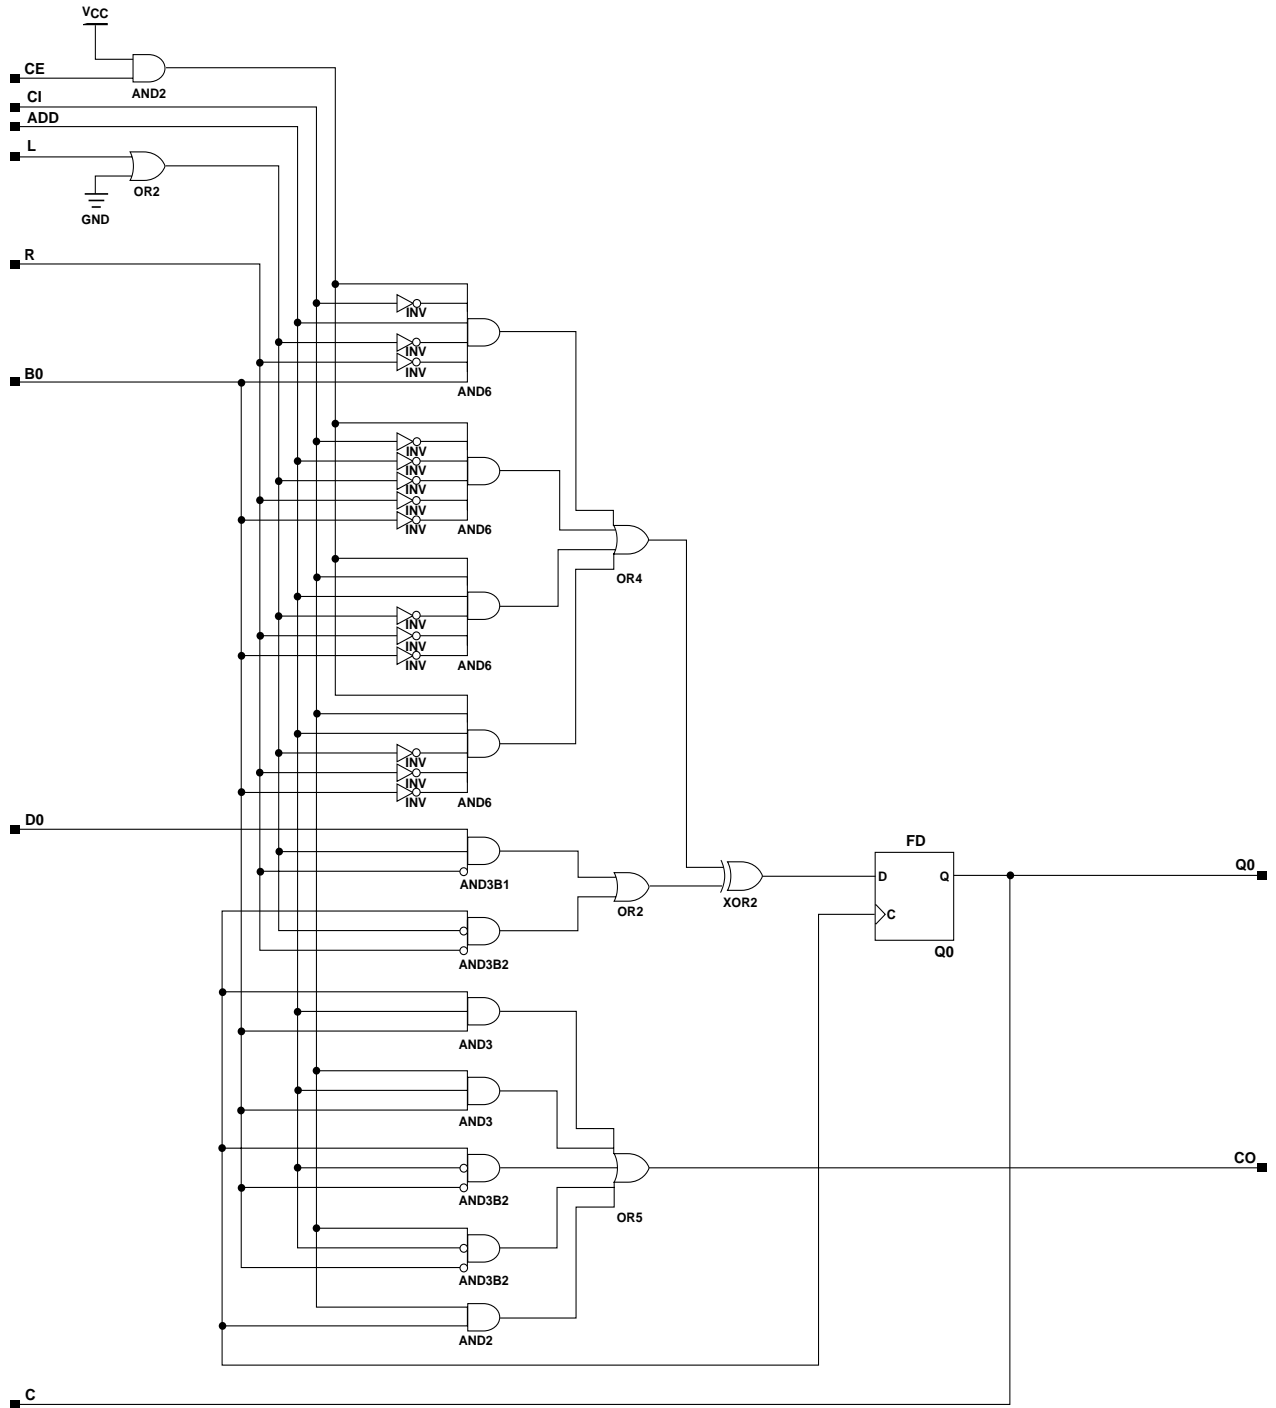 VCC
CE
AND2
CI
ADD
L
OR2
GND
R
INV
INV
INV
B0
AND6
INV
INV
INV
INV
INV
AND6
OR4
INV
INV
INV
AND6
INV
INV
INV
AND6
D0
FD
Q0
D
Q
AND3B1
OR2
XOR2
C
Q0
AND3B2
AND3
AND3
CO
AND3B2
OR5
AND3B2
AND2
C